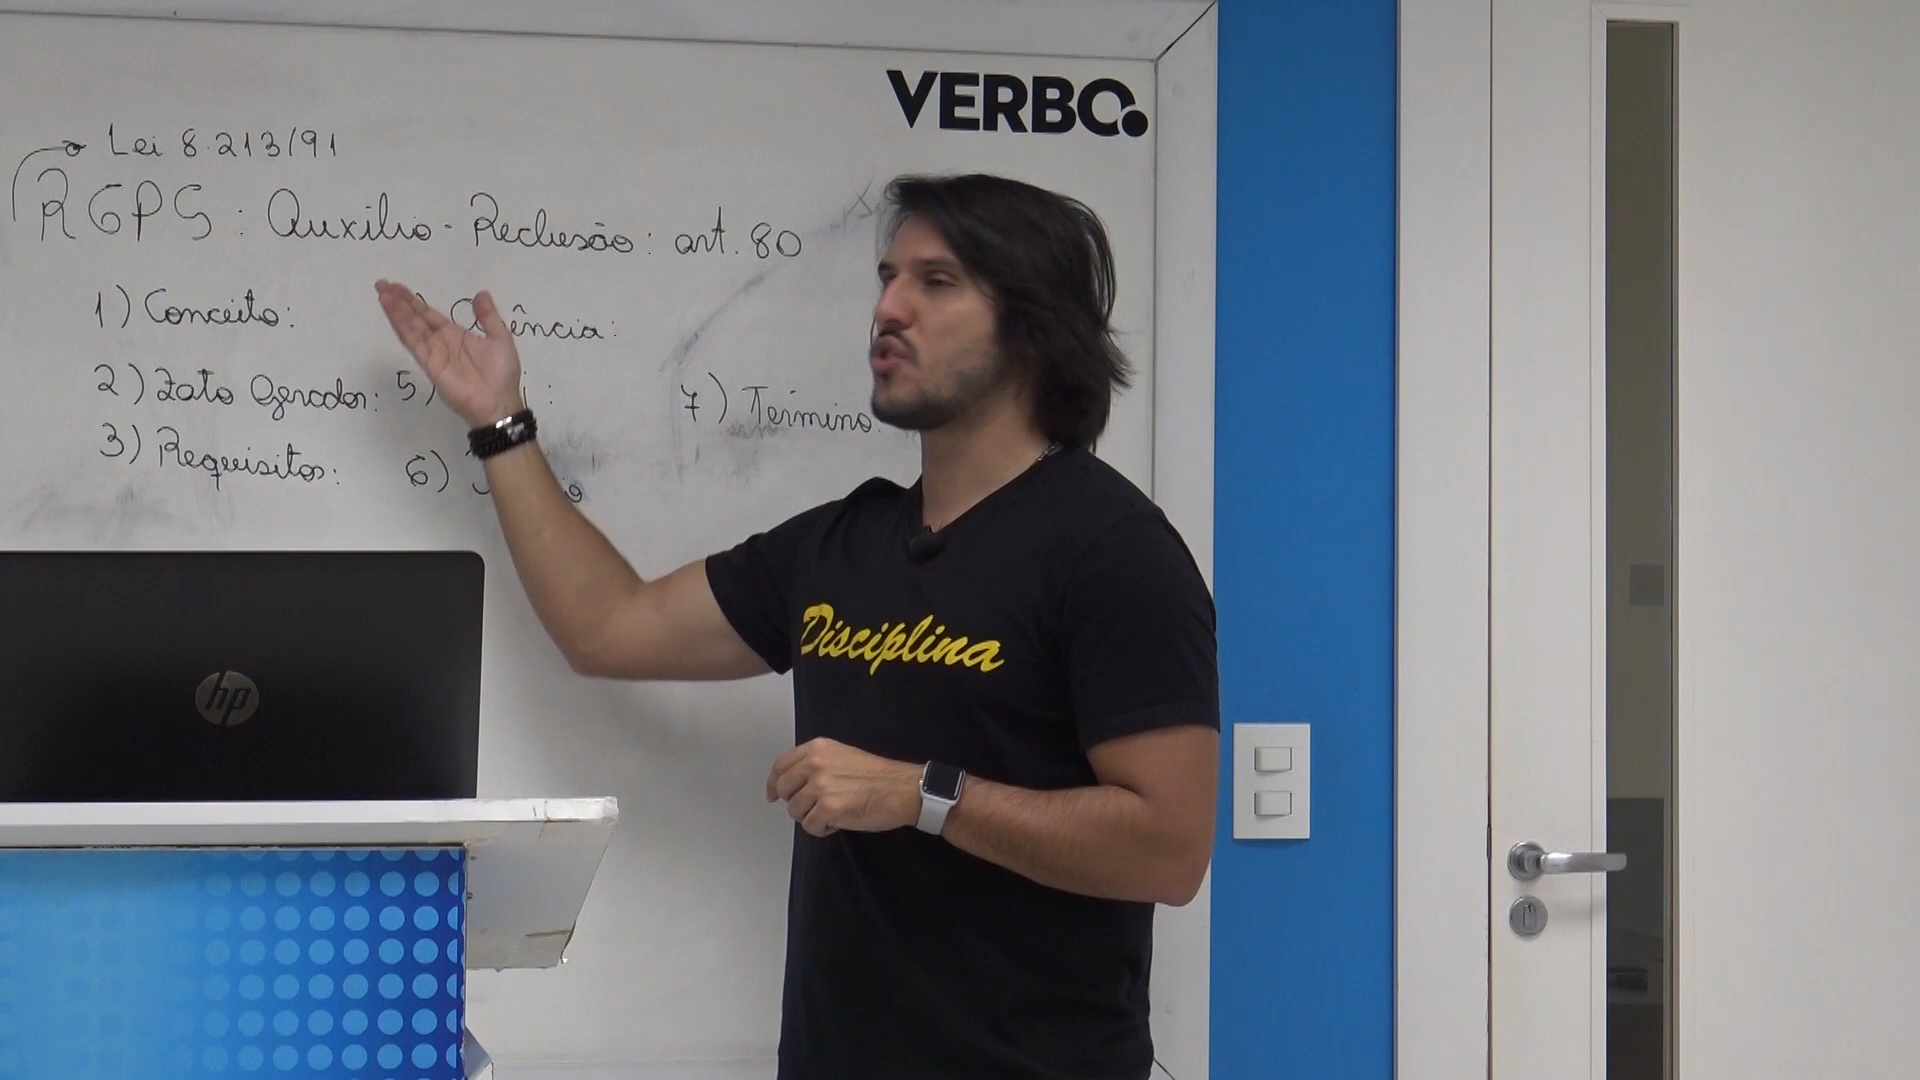 VERBO.
Lei 8.213/91
RGPS: Auxílio-Reclusão: art. 80
1) Conceito:
2) Fato Gerador: 5)
3) Requisitos: 6)
7) Término:
Disciplina
hp